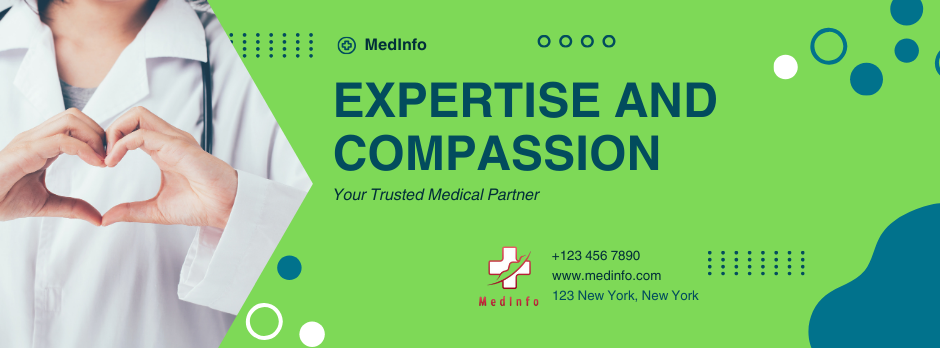 MedInfo
EXPERTISE AND
COMPASSION
Your Trusted Medical Partner
+123 456 7890
www.medinfo.com
MedInfo
123 New York, New York